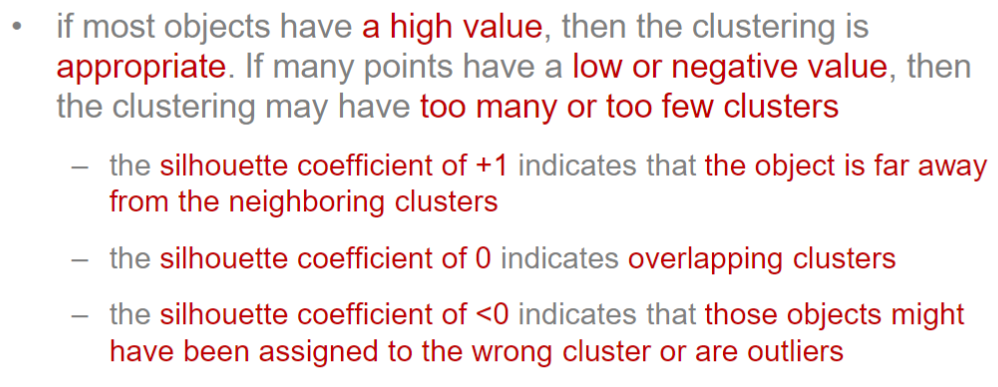 • if most objects have a high value, then the clustering is
appropriate. If many points have a low or negative value, then
the clustering may have too many or too few clusters
– the silhouette coefficient of +1 indicates that the object is far away
from the neighboring clusters
– the silhouette coefficient of 0 indicates overlapping clusters
– the silhouette coefficient of <0 indicates that those objects might
have been assigned to the wrong cluster or are outliers